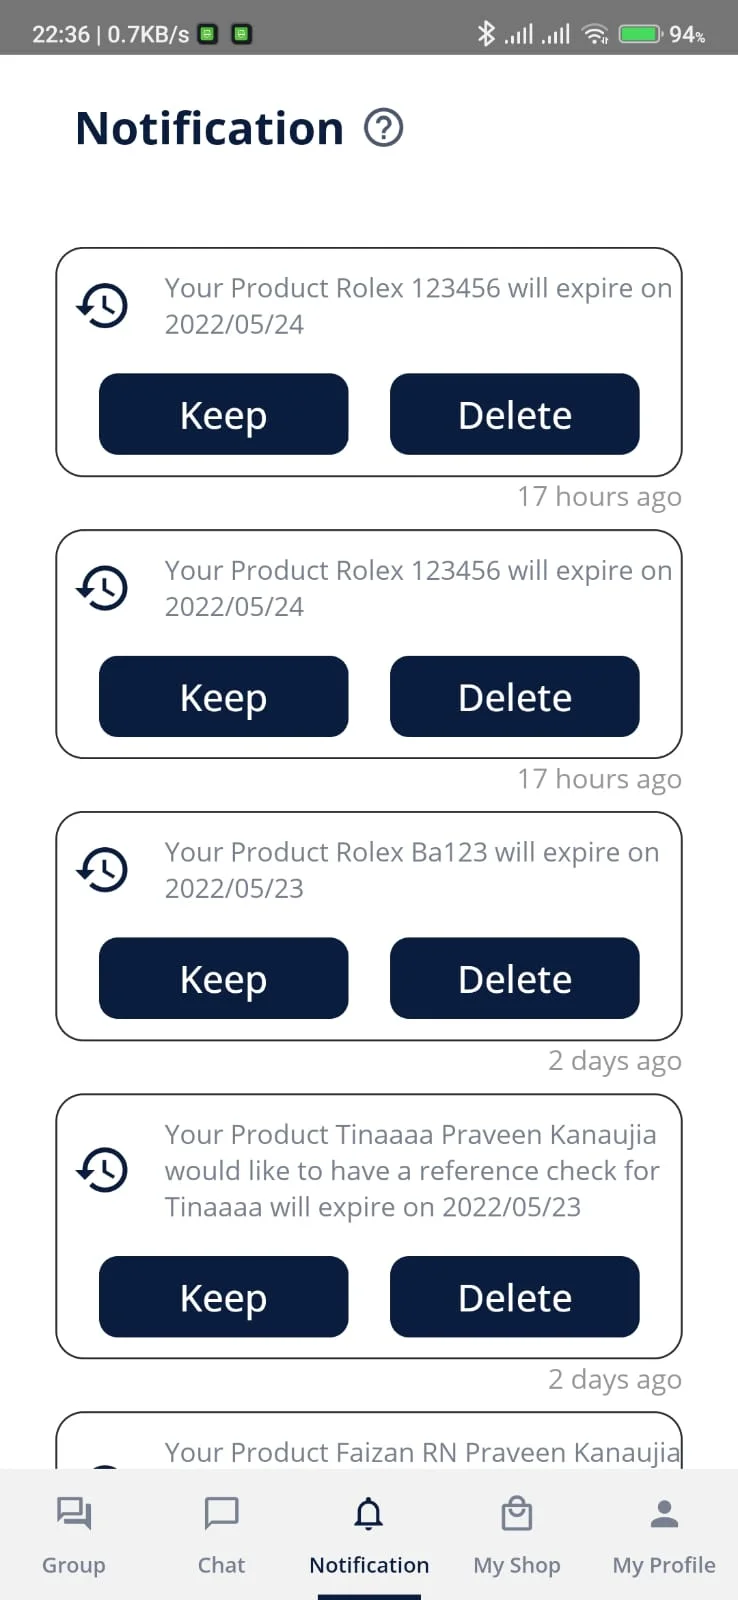 22:36 | 0.7KB/s
94%
Notification
Your Product Rolex 123456 will expire on
2022/05/24
Keep Delete
17 hours ago
Your Product Rolex 123456 will expire on
2022/05/24
Keep Delete
17 hours ago
Your Product Rolex Ba123 will expire on
2022/05/23
Keep Delete
2 days ago
Your Product Tinaaaa Praveen Kanaujia
would like to have a reference check for
Tinaaaa will expire on 2022/05/23
Keep Delete
2 days ago
Your Product Faizan RN Praveen Kanaujia
Group Chat Notification My Shop My Profile